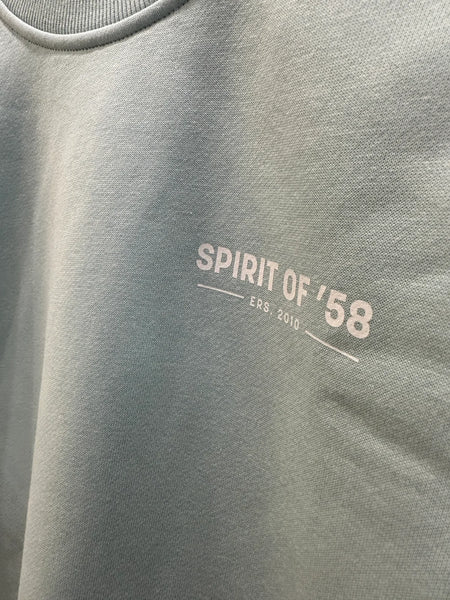 SPIRIT OF '58
ERS. 2010